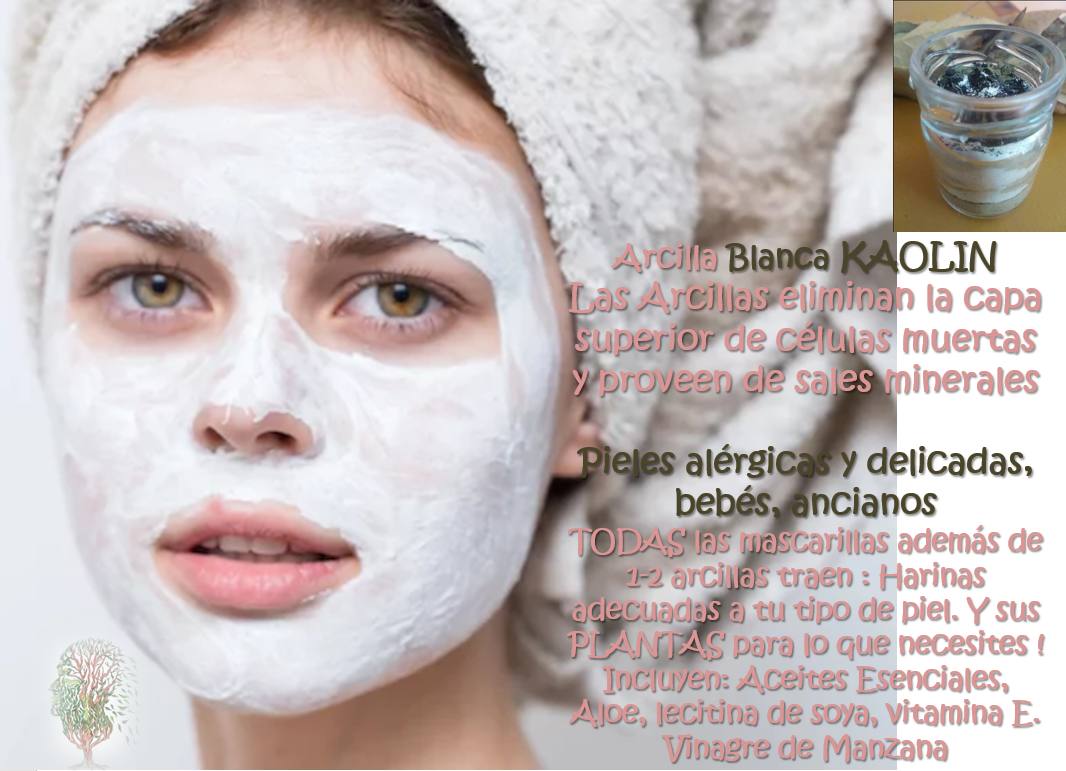 Arcilla Blanca KAOLIN
Las Arcillas eliminan la capa
superior de células muertas
y proveen de sales minerales
Pieles alérgicas y delicadas,
bebés, ancianos
TODAS las mascarillas además de
1-2 arcillas traen : Harinas
adecuadas a tu tipo de piel. Y sus
PLANTAS para lo que necesites !
Incluyen: Aceites Esenciales,
Aloe, lecitina de soya, vitamina E.
Vinagre de Manzana